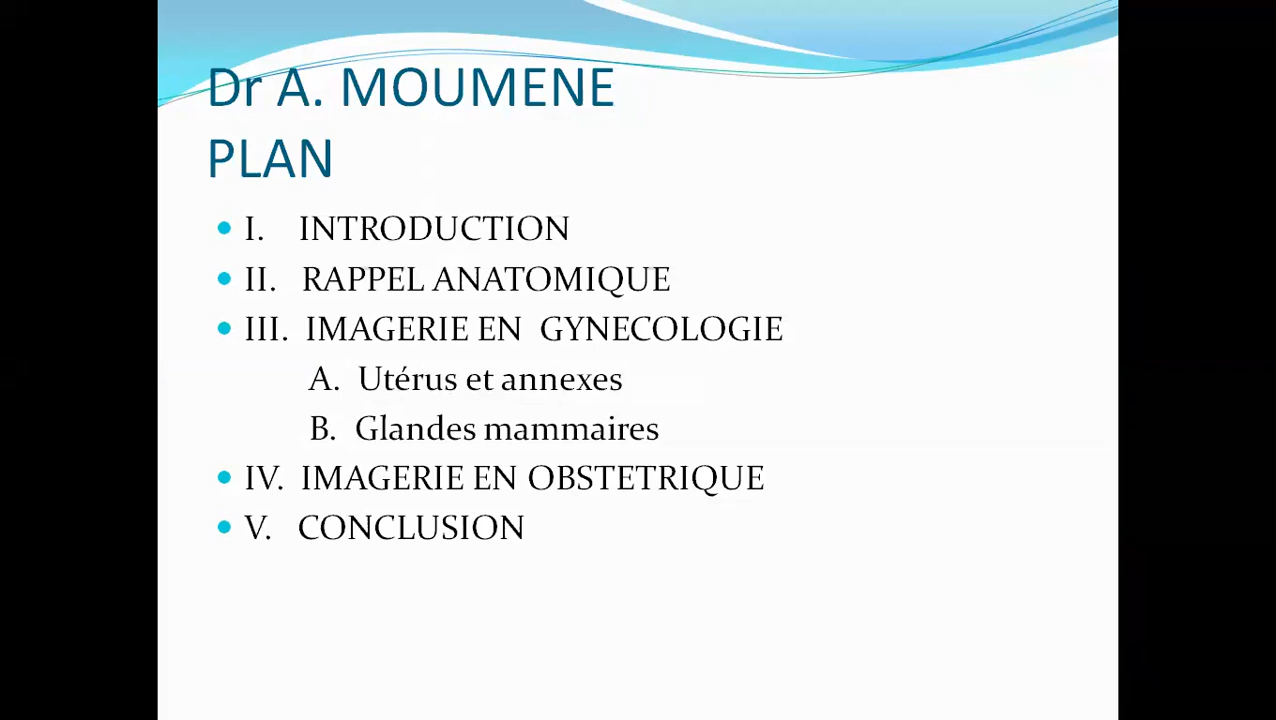 Dr A. MOUMENE
PLAN
• I. INTRODUCTION
• II. RAPPEL ANATOMIQUE
• III. IMAGERIE EN GYNECOLOGIE
A. Utérus et annexes
B. Glandes mammaires
• IV. IMAGERIE EN OBSTETRIQUE
• V. CONCLUSION